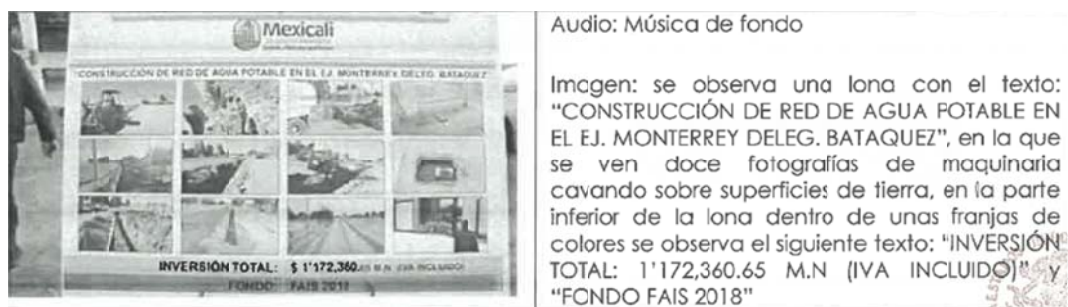 Mexicali
"CONSTRUCCIÓN DE RED DE AGUA POTABLE EN EL EJ. MONTERREY DELEG. BATAQUEZ"
INVERSIÓN TOTAL: $ 1'172,360.65 M.N (IVA INCLUIDO)
FONDO: FAIS 2018
Audio: Música de fondo
Imagen: se observa una lona con el texto:
"CONSTRUCCIÓN DE RED DE AGUA POTABLE EN
EL EJ. MONTERREY DELEG. BATAQUEZ", en la que
se ven doce fotografías de maquinaria
cavando sobre superficies de tierra, en la parte
inferior de la lona dentro de unas franjas de
colores se observa el siguiente texto: "INVERSIÓN
TOTAL: 1'172,360.65 M.N (IVA INCLUIDO)" y
"FONDO FAIS 2018"